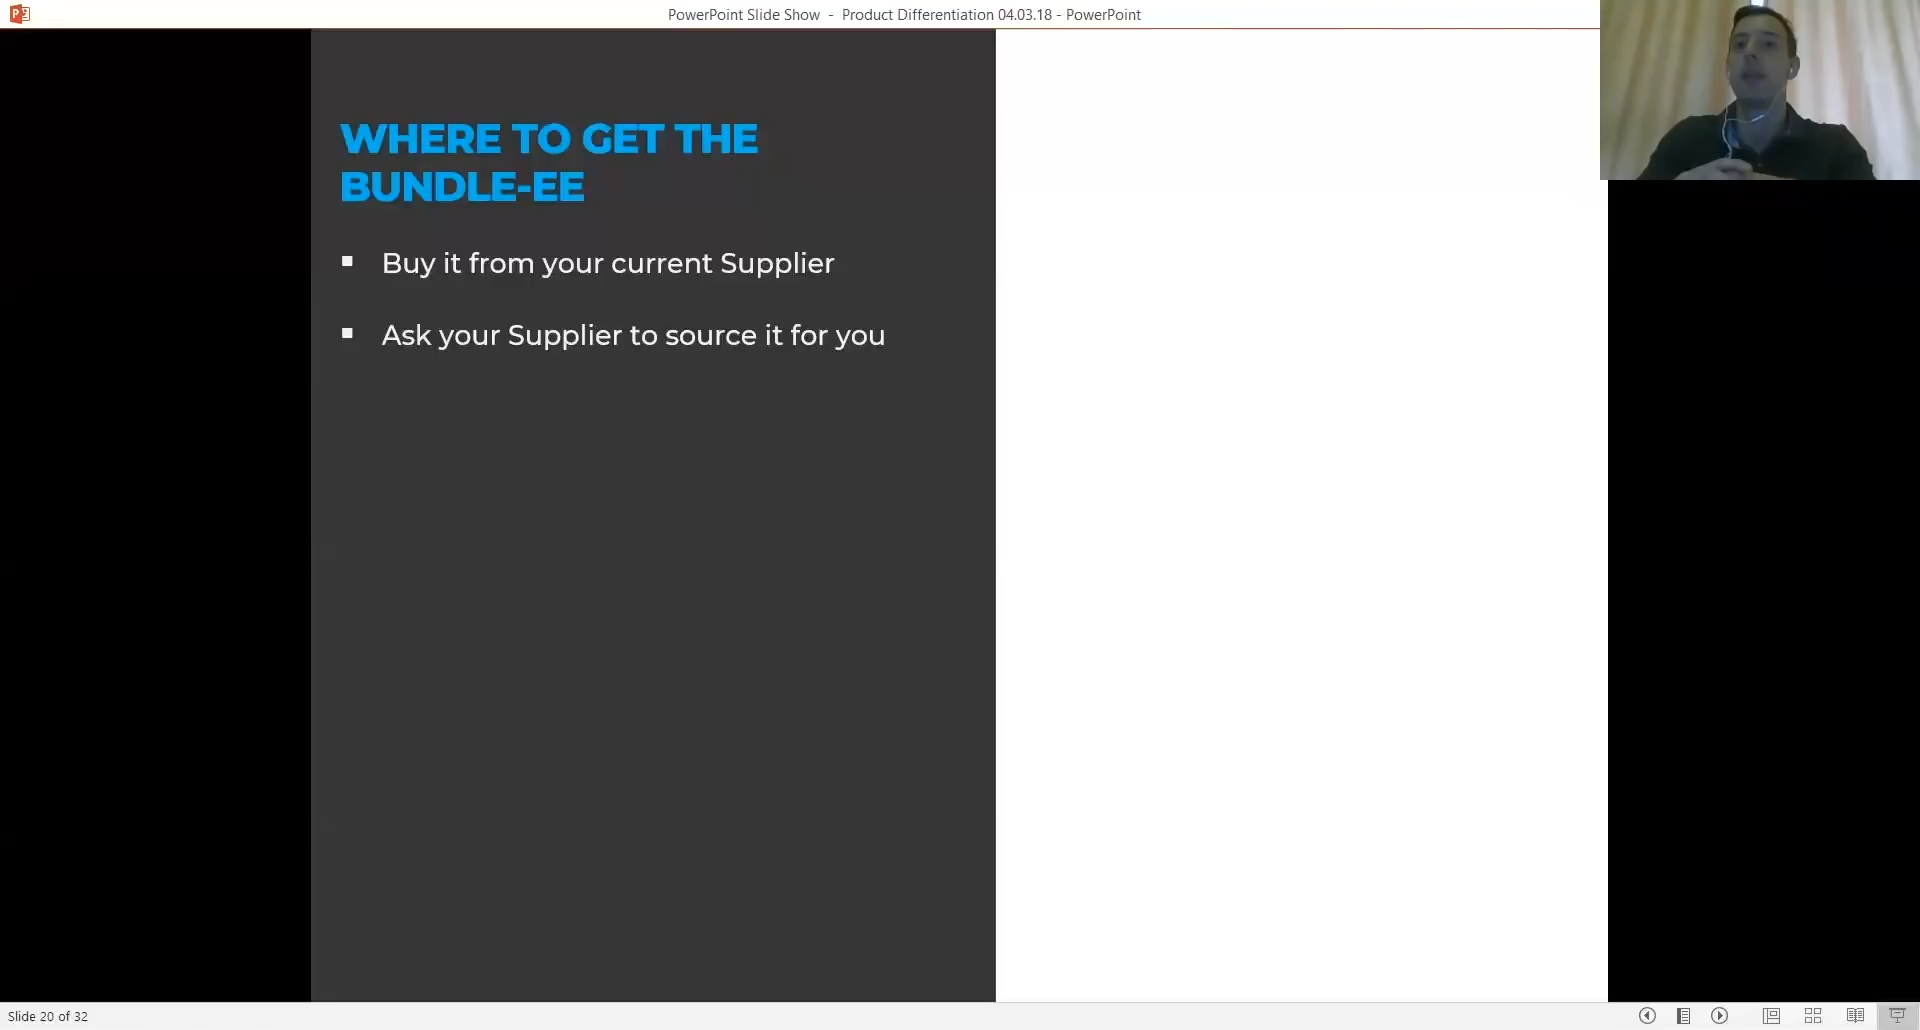 PowerPoint Slide Show - Product Differentiation 04.03.18 - PowerPoint
WHERE TO GET THE
BUNDLE-EE
▪ Buy it from your current Supplier
▪ Ask your Supplier to source it for you
Slide 20 of 32